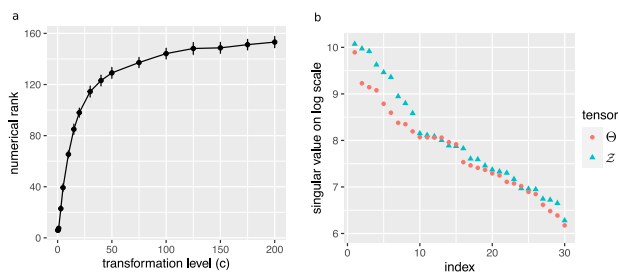 a
numerical rank
160
120
80
40
0
0
50
100
150
200
transformation level (c)
b
singular value on log scale
10
9
8
7
6
0
10
20
30
index
tensor
Θ
𝒵